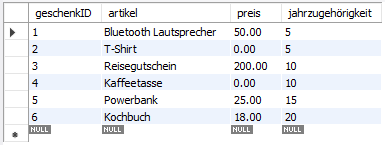 geschenkID artikel preis jahrzugehörigkeit
1 Bluetooth Lautsprecher 50.00 5
2 T-Shirt 0.00 5
3 Reisegutschein 200.00 10
4 Kaffeetasse 0.00 10
5 Powerbank 25.00 15
6 Kochbuch 18.00 20
NULL NULL NULL NULL